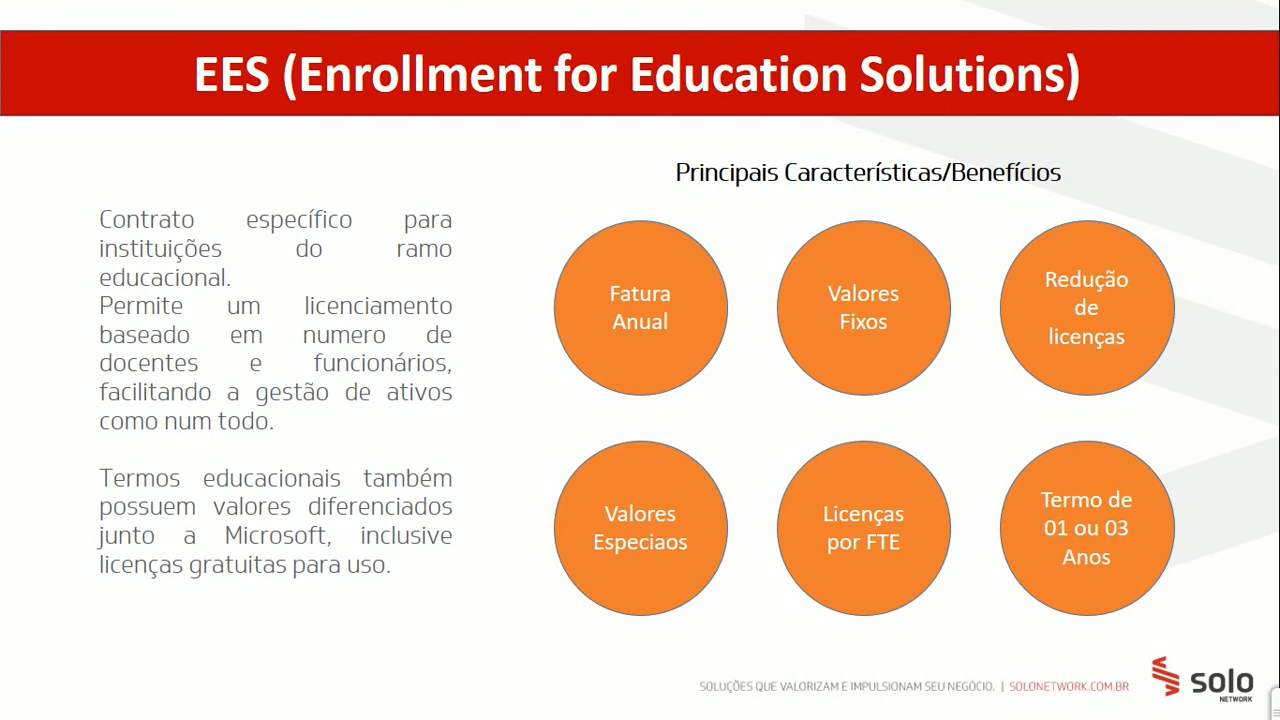 EES (Enrollment for Education Solutions)
Contrato específico para
instituições do ramo
educacional.
Permite um licenciamento
baseado em numero de
docentes e funcionários,
facilitando a gestão de ativos
como num todo.
Termos educacionais também
possuem valores diferenciados
junto a Microsoft, inclusive
licenças gratuitas para uso.
Principais Características/Benefícios
Fatura
Anual
Valores
Fixos
Redução
de
licenças
Valores
Especiaos
Licenças
por FTE
Termo de
01 ou 03
Anos
SOLUÇÕES QUE VALORIZAM E IMPULSIONAM SEU NEGÓCIO. | SOLONETWORK.COM.BR
solo
NETWORK